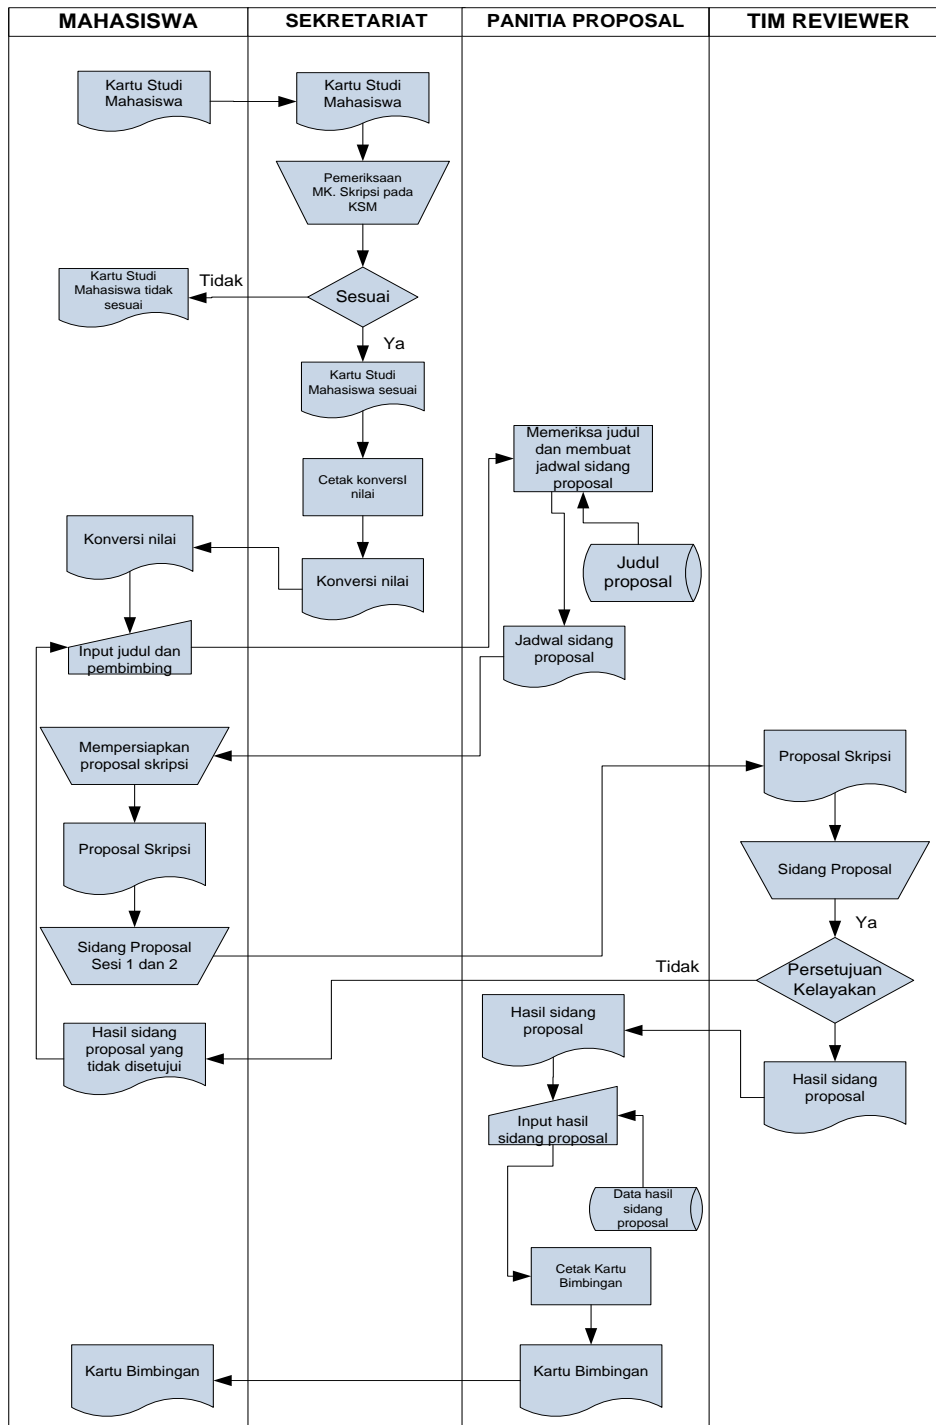 MAHASISWA
SEKRETARIAT
PANITIA PROPOSAL
TIM REVIEWER
Kartu Studi
Mahasiswa
Kartu Studi
Mahasiswa
Pemeriksaan
MK. Skripsi pada
KSM
Kartu Studi
Mahasiswa tidak
sesuai
Tidak
Sesuai
Ya
Kartu Studi
Mahasiswa sesuai
Memeriksa judul
dan membuat
jadwal sidang
proposal
Cetak konversI
nilai
Konversi nilai
Konversi nilai
Judul
proposal
Input judul dan
pembimbing
Jadwal sidang
proposal
Mempersiapkan
proposal skripsi
Proposal Skripsi
Proposal Skripsi
Sidang Proposal
Ya
Sidang Proposal
Sesi 1 dan 2
Tidak
Persetujuan
Kelayakan
Hasil sidang
proposal
Hasil sidang
proposal yang
tidak disetujui
Hasil sidang
proposal
Input hasil
sidang proposal
Data hasil
sidang
proposal
Cetak Kartu
Bimbingan
Kartu Bimbingan
Kartu Bimbingan